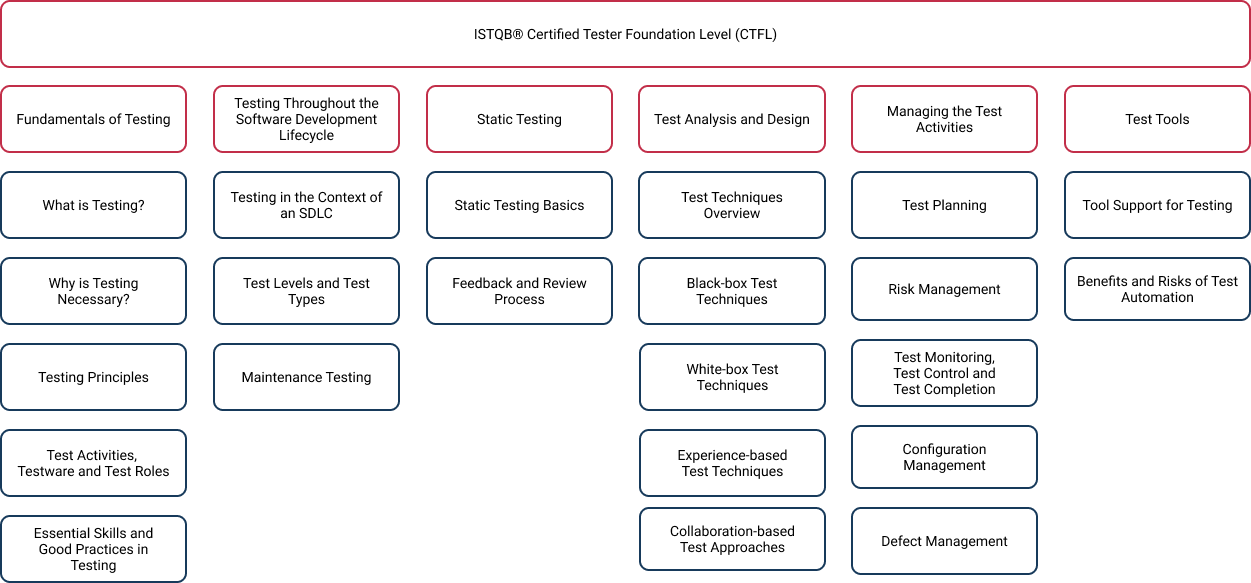 ISTQB® Certified Tester Foundation Level (CTFL)
Fundamentals of Testing
Testing Throughout the
Software Development
Lifecycle
Static Testing
Test Analysis and Design
Managing the Test
Activities
Test Tools
What is Testing?
Testing in the Context of
an SDLC
Static Testing Basics
Test Techniques
Overview
Test Planning
Tool Support for Testing
Why is Testing
Necessary?
Test Levels and Test
Types
Feedback and Review
Process
Black-box Test
Techniques
Risk Management
Benefits and Risks of Test
Automation
Testing Principles
Maintenance Testing
White-box Test
Techniques
Test Monitoring,
Test Control and
Test Completion
Test Activities,
Testware and Test Roles
Experience-based
Test Techniques
Configuration
Management
Essential Skills and
Good Practices in
Testing
Collaboration-based
Test Approaches
Defect Management